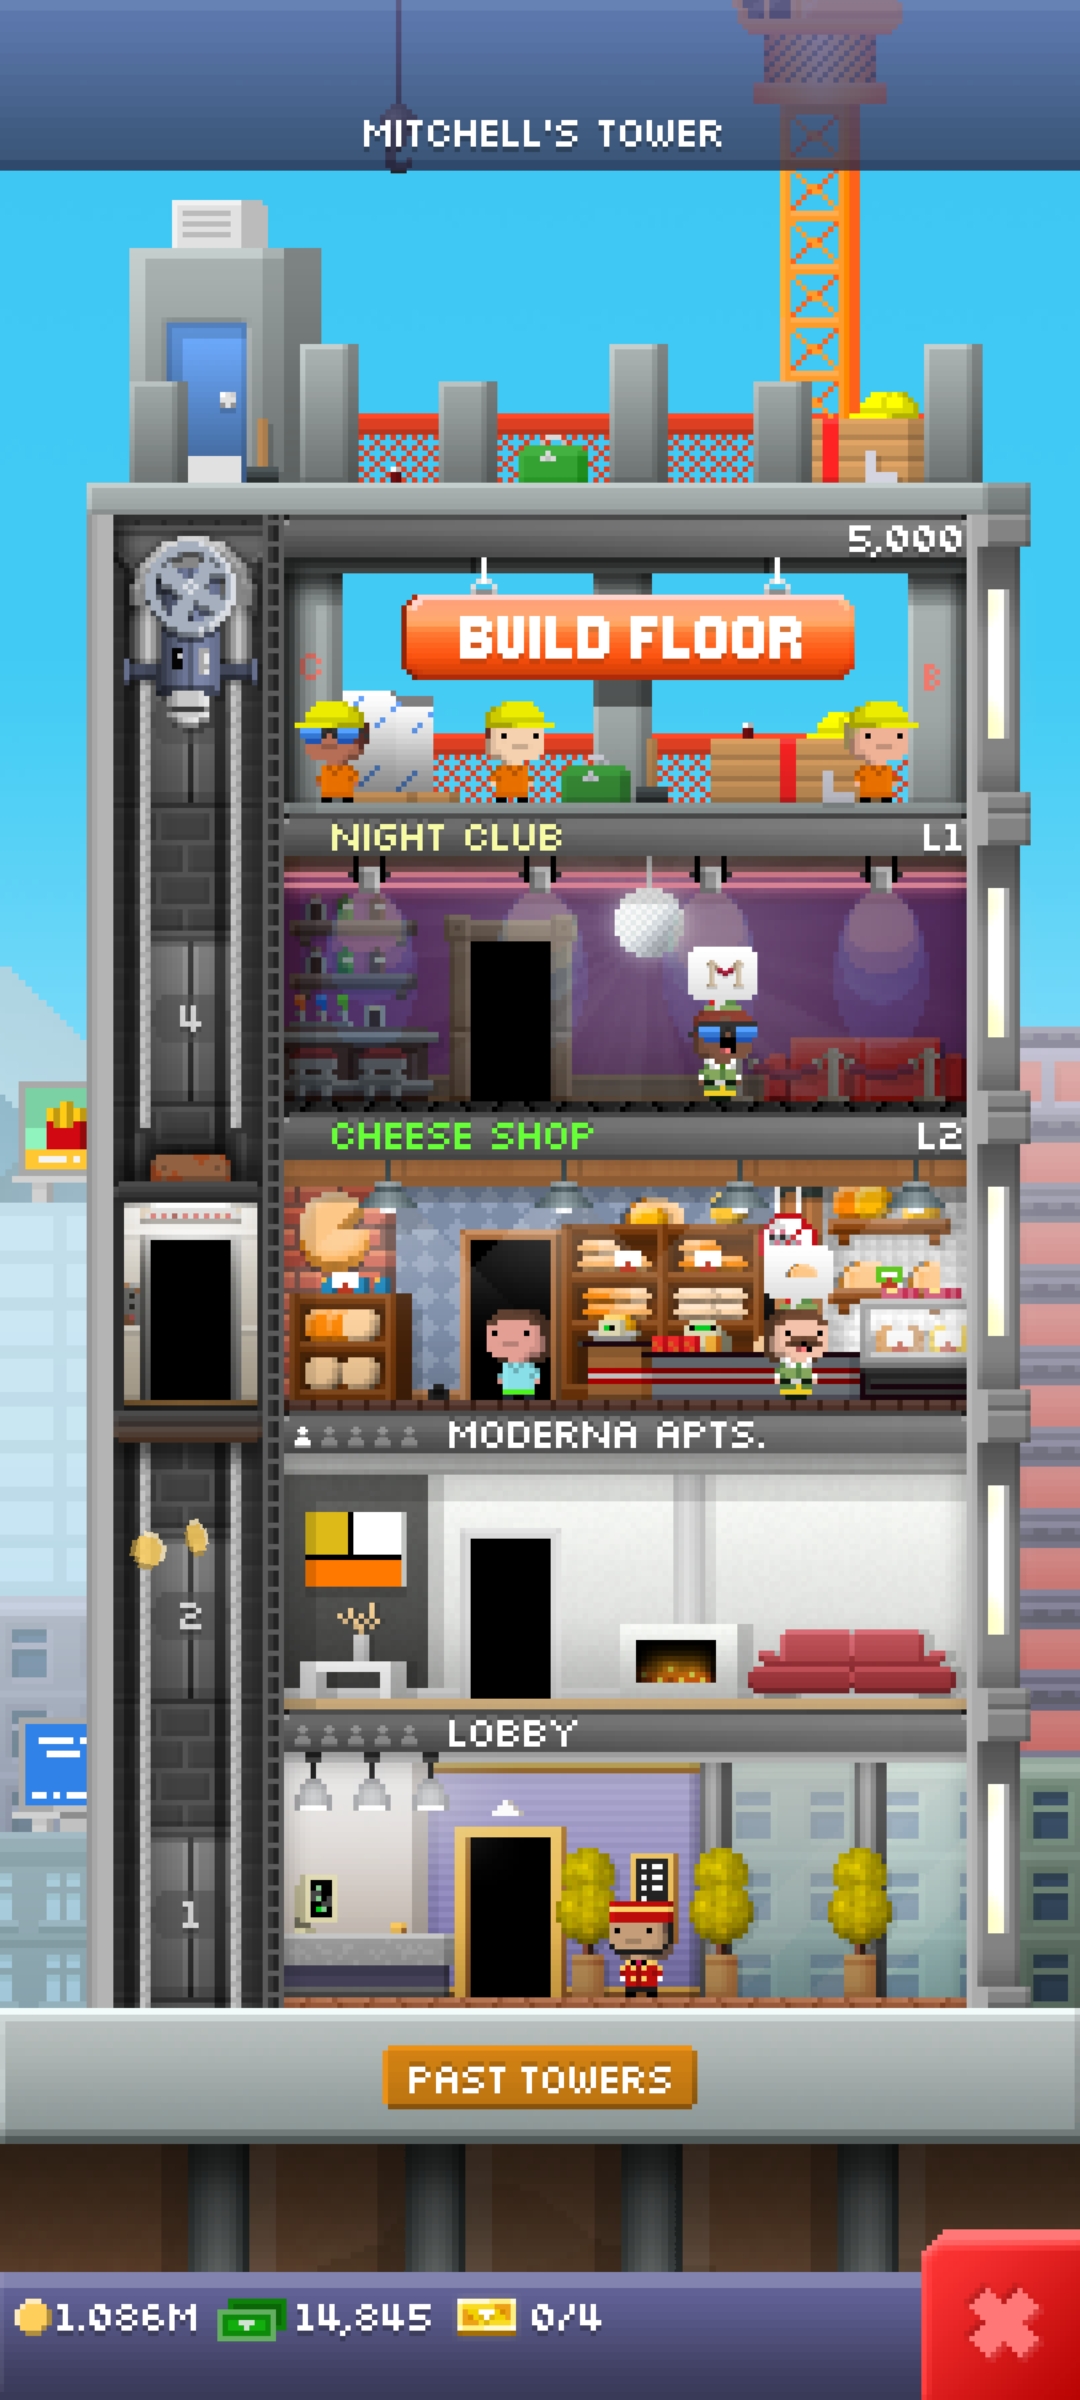 MITCHELL'S TOWER
5,000
BUILD FLOOR
C
B
NIGHT CLUB L1
M
4
CHEESE SHOP L2
MODERNA APTS.
2
LOBBY
1
PAST TOWERS
1.086M 14,845 0/4